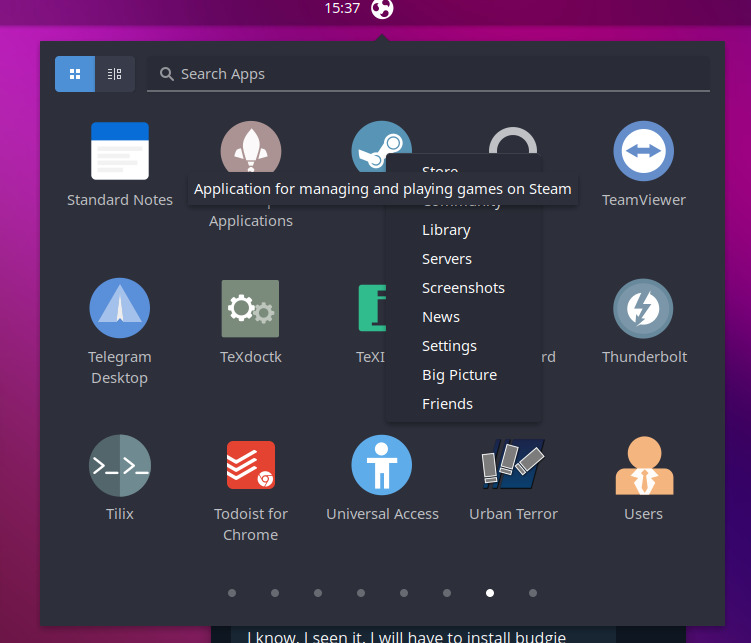 15:37
Search Apps
Standard Notes
Applications
Application for managing and playing games on Steam
TeamViewer
Store
Community
Library
Servers
Screenshots
News
Settings
Big Picture
Friends
Telegram
Desktop
TeXdoctk
Thunderbolt
Tilix
Todoist for
Chrome
Universal Access
Urban Terror
Users
I know, I seen it. I will have to install budgie